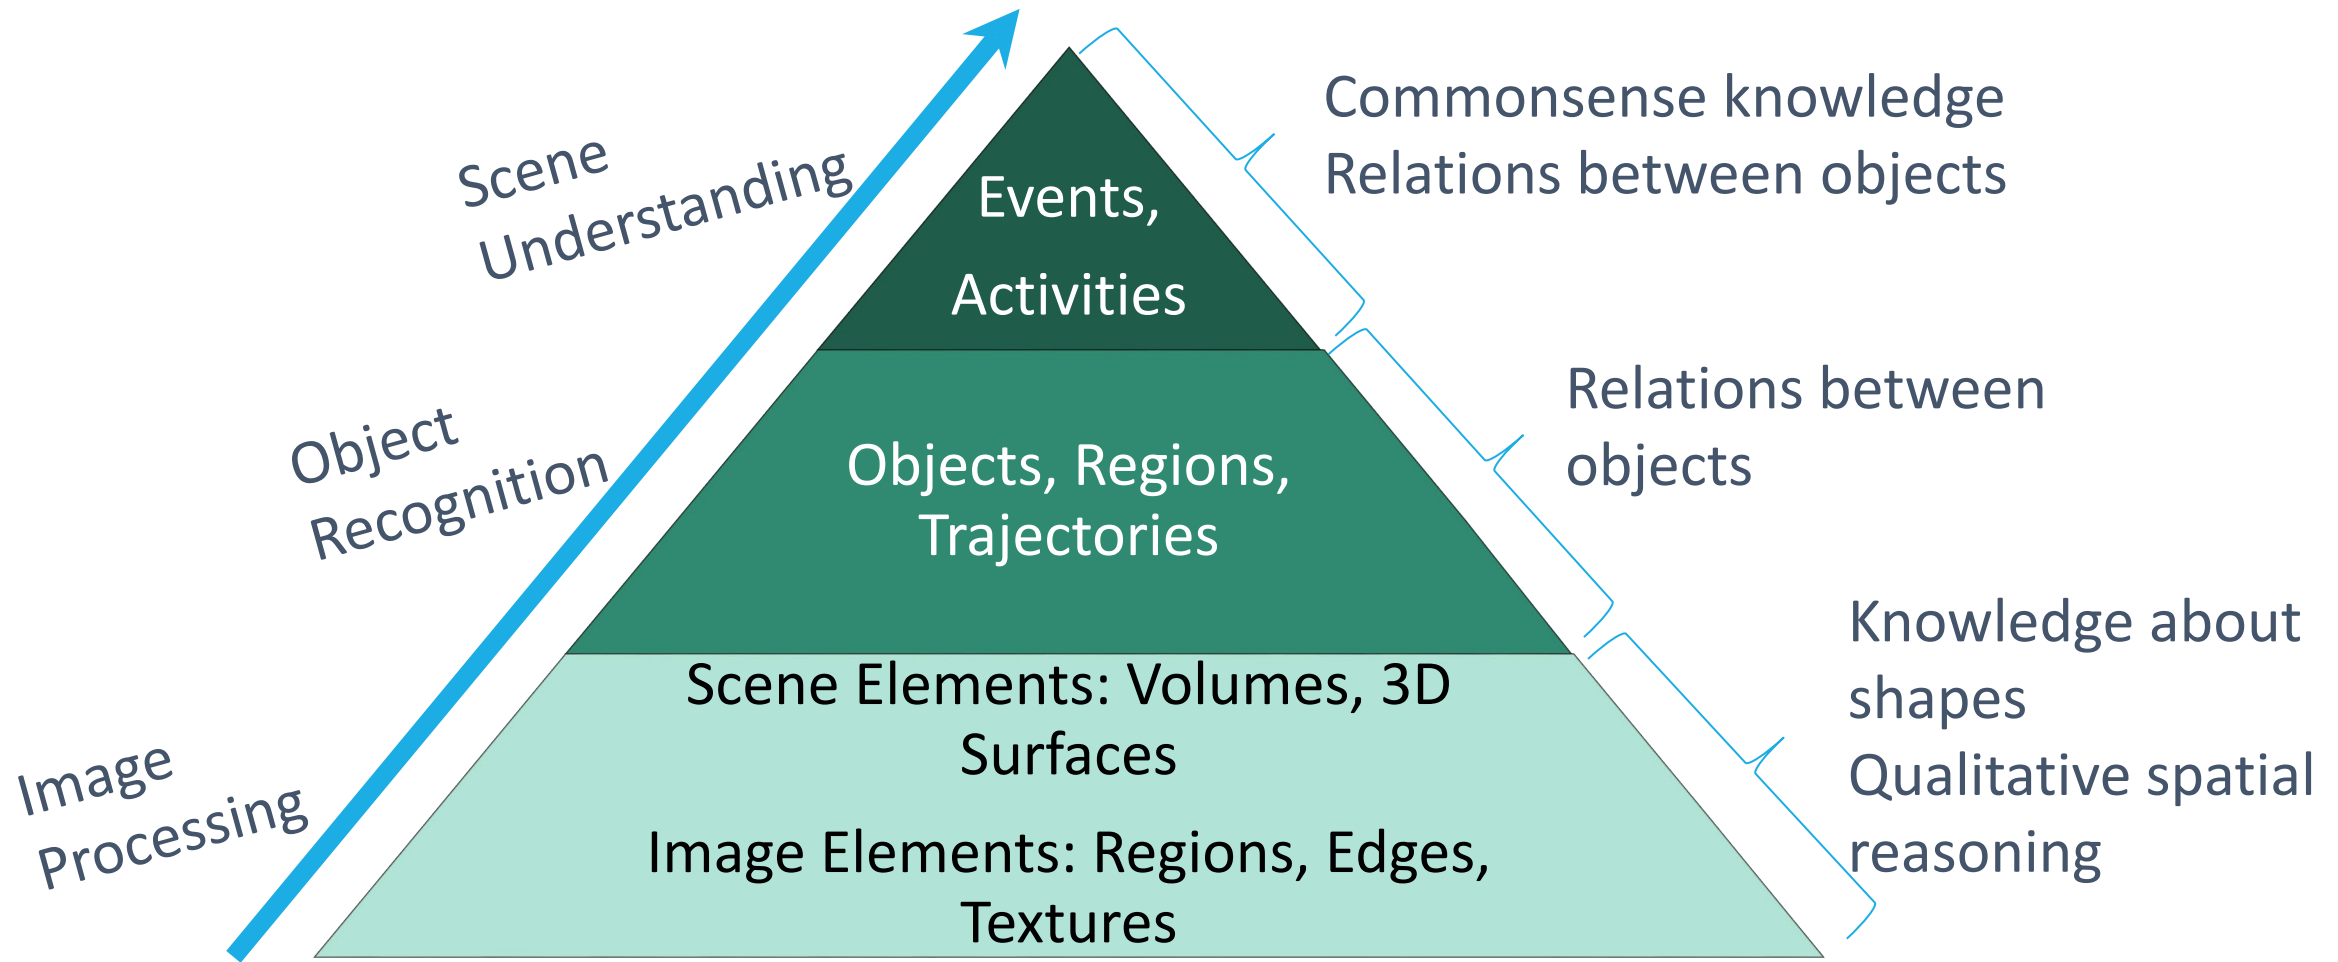 Scene
Understanding
Object
Recognition
Image
Processing
Events,
Activities
Objects, Regions,
Trajectories
Scene Elements: Volumes, 3D
Surfaces
Image Elements: Regions, Edges,
Textures
Commonsense knowledge
Relations between objects
Relations between
objects
Knowledge about
shapes
Qualitative spatial
reasoning